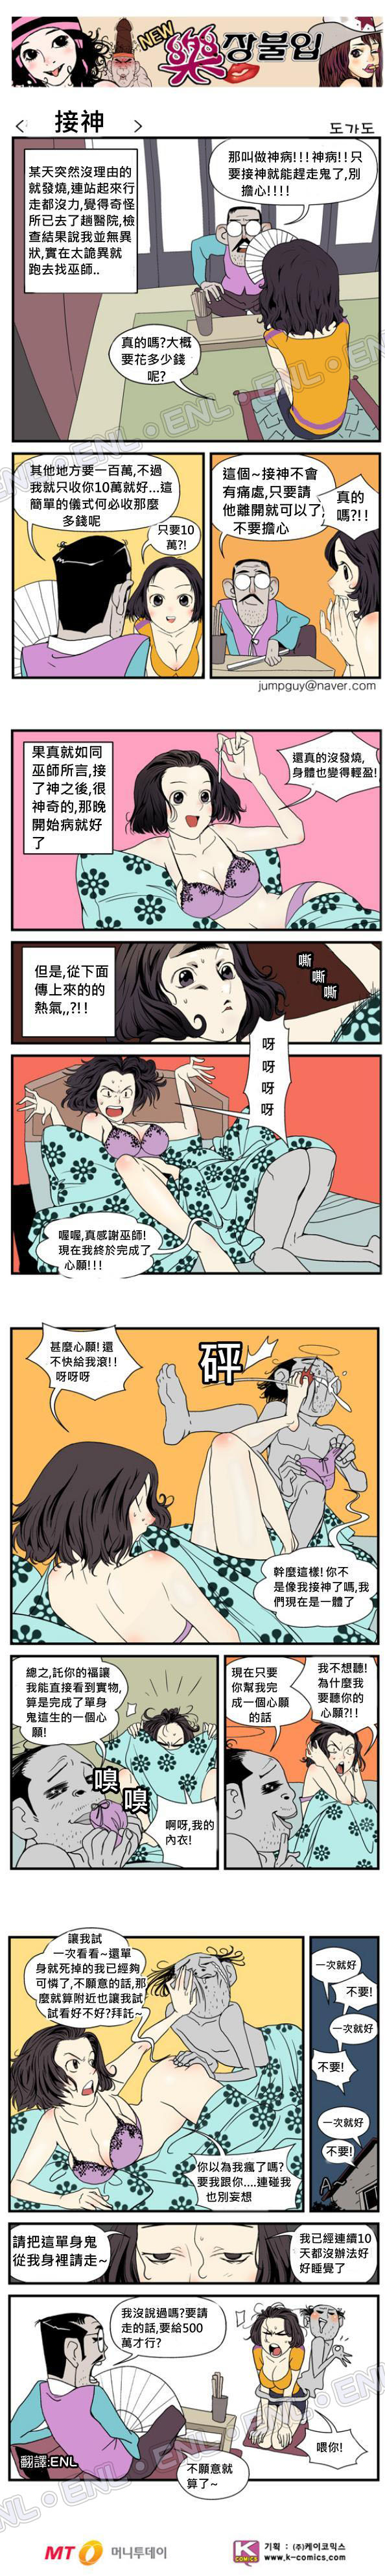 NEW 樂 장불입
< 接神 >
도가도
某天突然沒理由的
就發燒,連站起來行
走都沒力,覺得奇怪
所已去了趟醫院,檢
查結果說我並無異
狀,實在太詭異就
跑去找巫師..
那叫做神病!!!神病!!只
要接神就能趕走鬼了,別
擔心!!!!
真的嗎?大概
要花多少錢
呢?
其他地方要一百萬,不過
我就只收你10萬就好...這
簡單的儀式何必收那麼
多錢呢
只要10
萬?!
這個~接神不會
有痛處,只要請
他離開就可以了,
不要擔心
真的
嗎?!!
jumpguy@naver.com
果真就如同
巫師所言,接
了神之後,很
神奇的,那晚
開始病就好
了
還真的沒發燒,
身體也變得輕盈!
但是,從下面
傳上來的的
熱氣,,?!!
嘶
嘶
嘶
呀
呀
呀
呀
喔喔,真感謝巫師!
現在我終於完成了
心願!!!
甚麼心願!還
不快給我滾!!
呀呀呀
砰
幹麼這樣!你不
是像我接神了嗎,我
們現在是一體了
總之,託你的福讓
我能直接看到實物,
算是完成了單身
鬼這生的一個心
願!
嗅
嗅
啊呀,我的
內衣!
現在只要
你幫我完
成一個心願
的話
我不想聽!
為什麼我
要聽你的
心願?!!
讓我試
一次看看~還單
身就死掉的我已經夠
可憐了,不願意的話,那
麼就算附近也讓我試
試看好不好?拜託~
你以為我瘋了嗎?
要我跟你....連碰我
也別妄想
一次就好
不要!
一次就好
不要!
一次就好
不要!
A~
請把這單身鬼
從我身裡請走~
我已經連續10
天都沒辦法好
好睡覺了
我沒說過嗎?要請
走的話,要給500
萬才行?
翻譯:ENL
不願意就
算了~
喂你!
ENL
MTO 머니투데이
K COMICS 기획 : (주)케이코믹스
www.k-comics.com